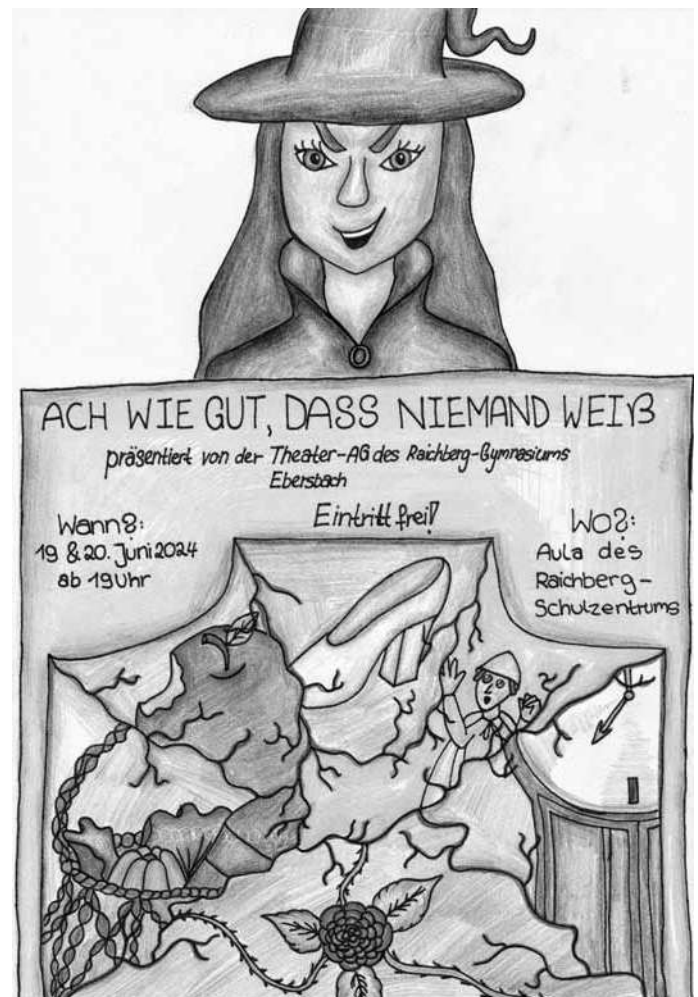 ACH WIE GUT, DASS NIEMAND WEIß
präsentiert von der Theater-AG des Raichberg-Gymnasiums
Ebersbach
Eintritt frei!
Wann?:
19 & 20. Juni 2024
ab 19 Uhr
WO?:
Aula des
Raichberg-
Schulzentrums